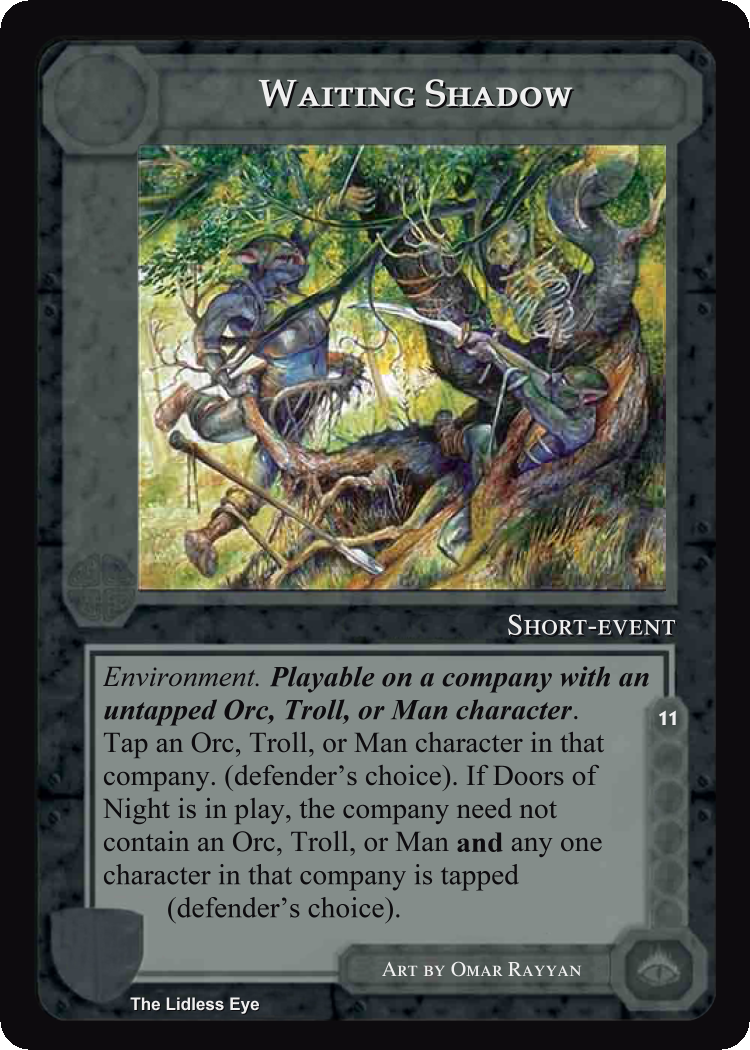 Waiting Shadow
Short-event
Environment. Playable on a company with an
untapped Orc, Troll, or Man character.
Tap an Orc, Troll, or Man character in that
company. (defender's choice). If Doors of
Night is in play, the company need not
contain an Orc, Troll, or Man and any one
character in that company is tapped
(defender's choice).
11
Art by Omar Rayyan
The Lidless Eye